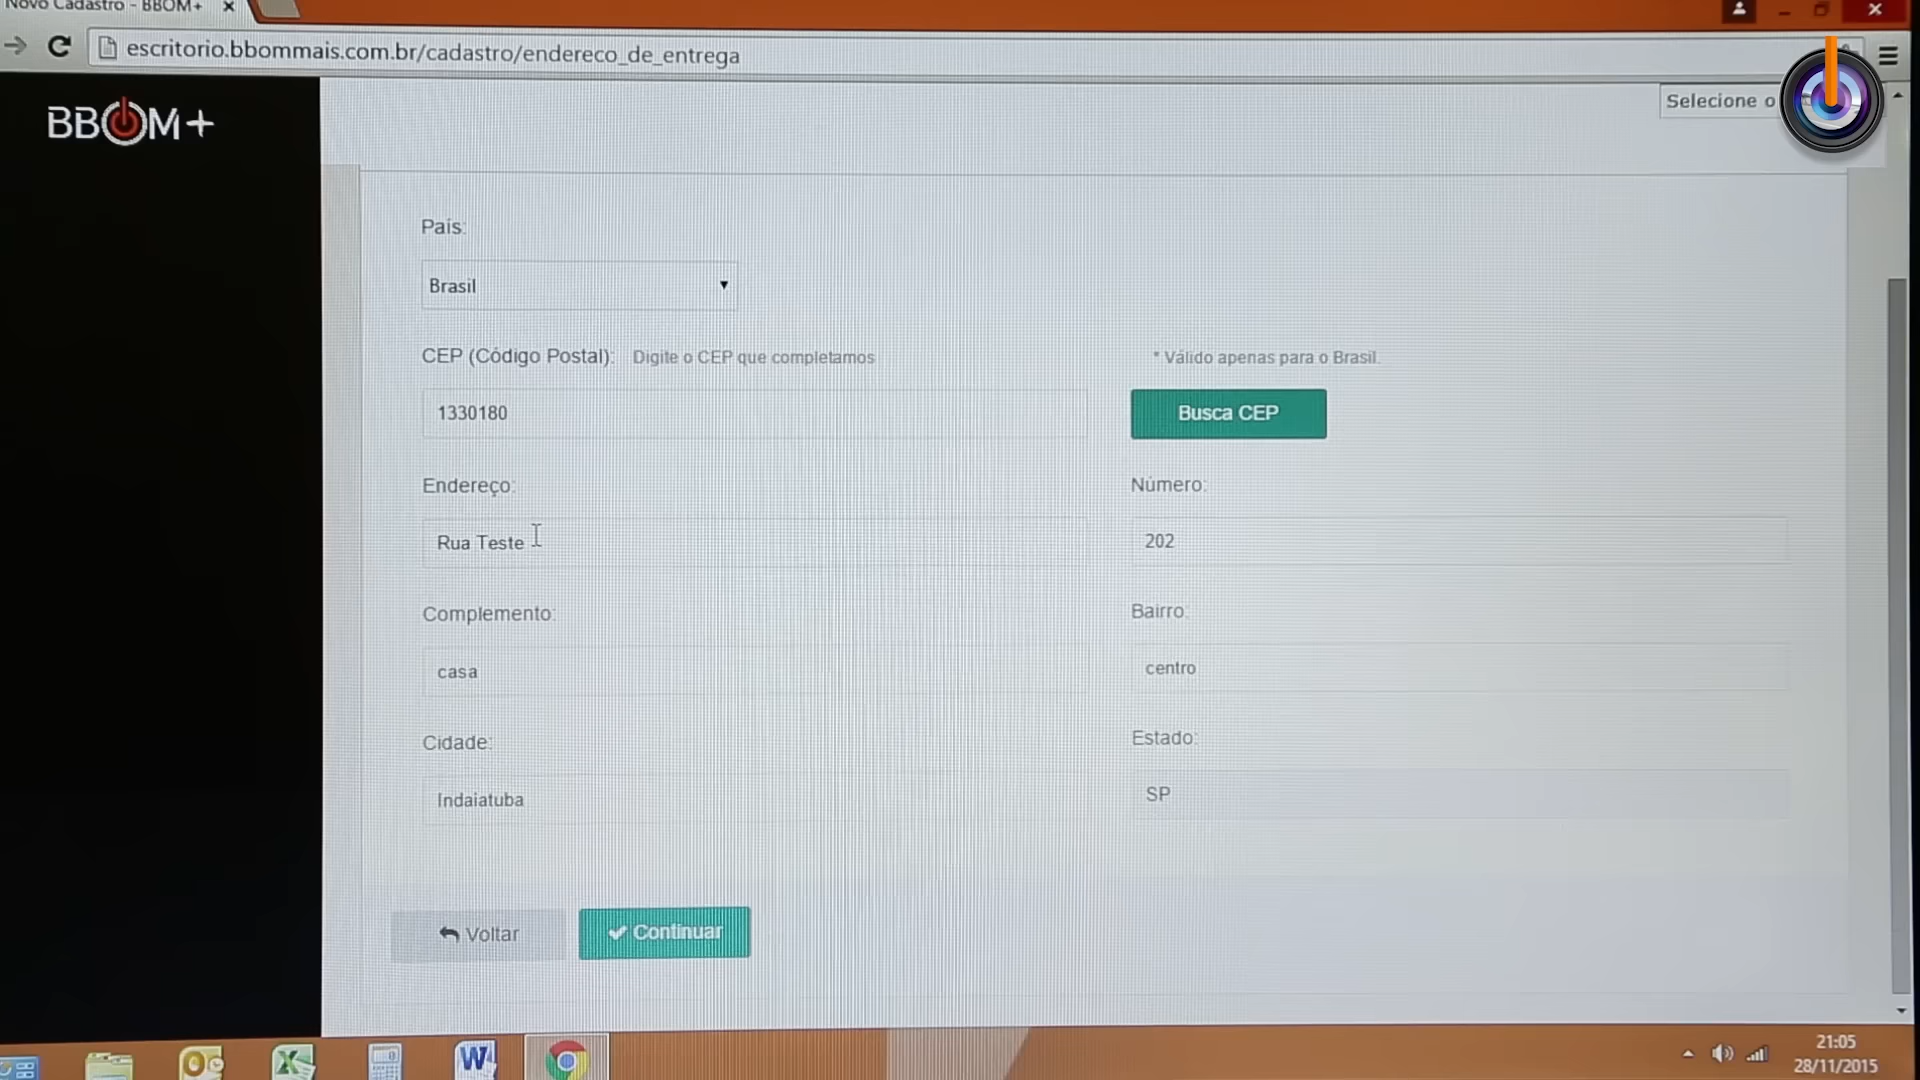 Novo Cadastro - BBOM+
escritorio.bbommais.com.br/cadastro/endereco_de_entrega
BBOM+
Selecione o
País:
Brasil
CEP (Código Postal): Digite o CEP que completamos
* Válido apenas para o Brasil.
1330180
Busca CEP
Endereço:
Número:
Rua Teste
202
Complemento:
Bairro:
casa
centro
Cidade:
Estado:
Indaiatuba
SP
Voltar
Continuar
21:05
28/11/2015